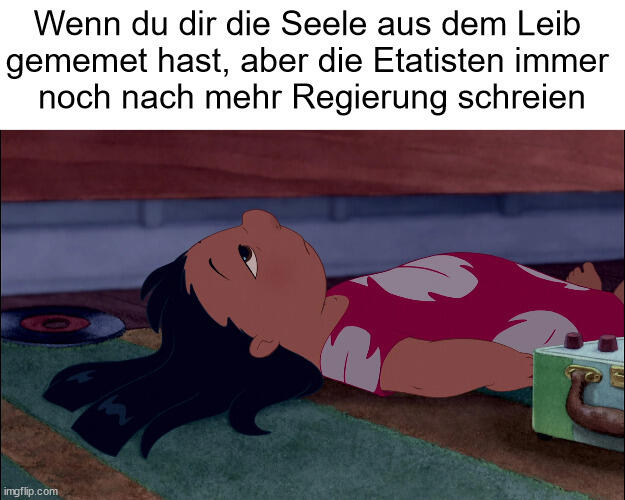 Wenn du dir die Seele aus dem Leib
gememet hast, aber die Etatisten immer
noch nach mehr Regierung schreien
imgflip.com